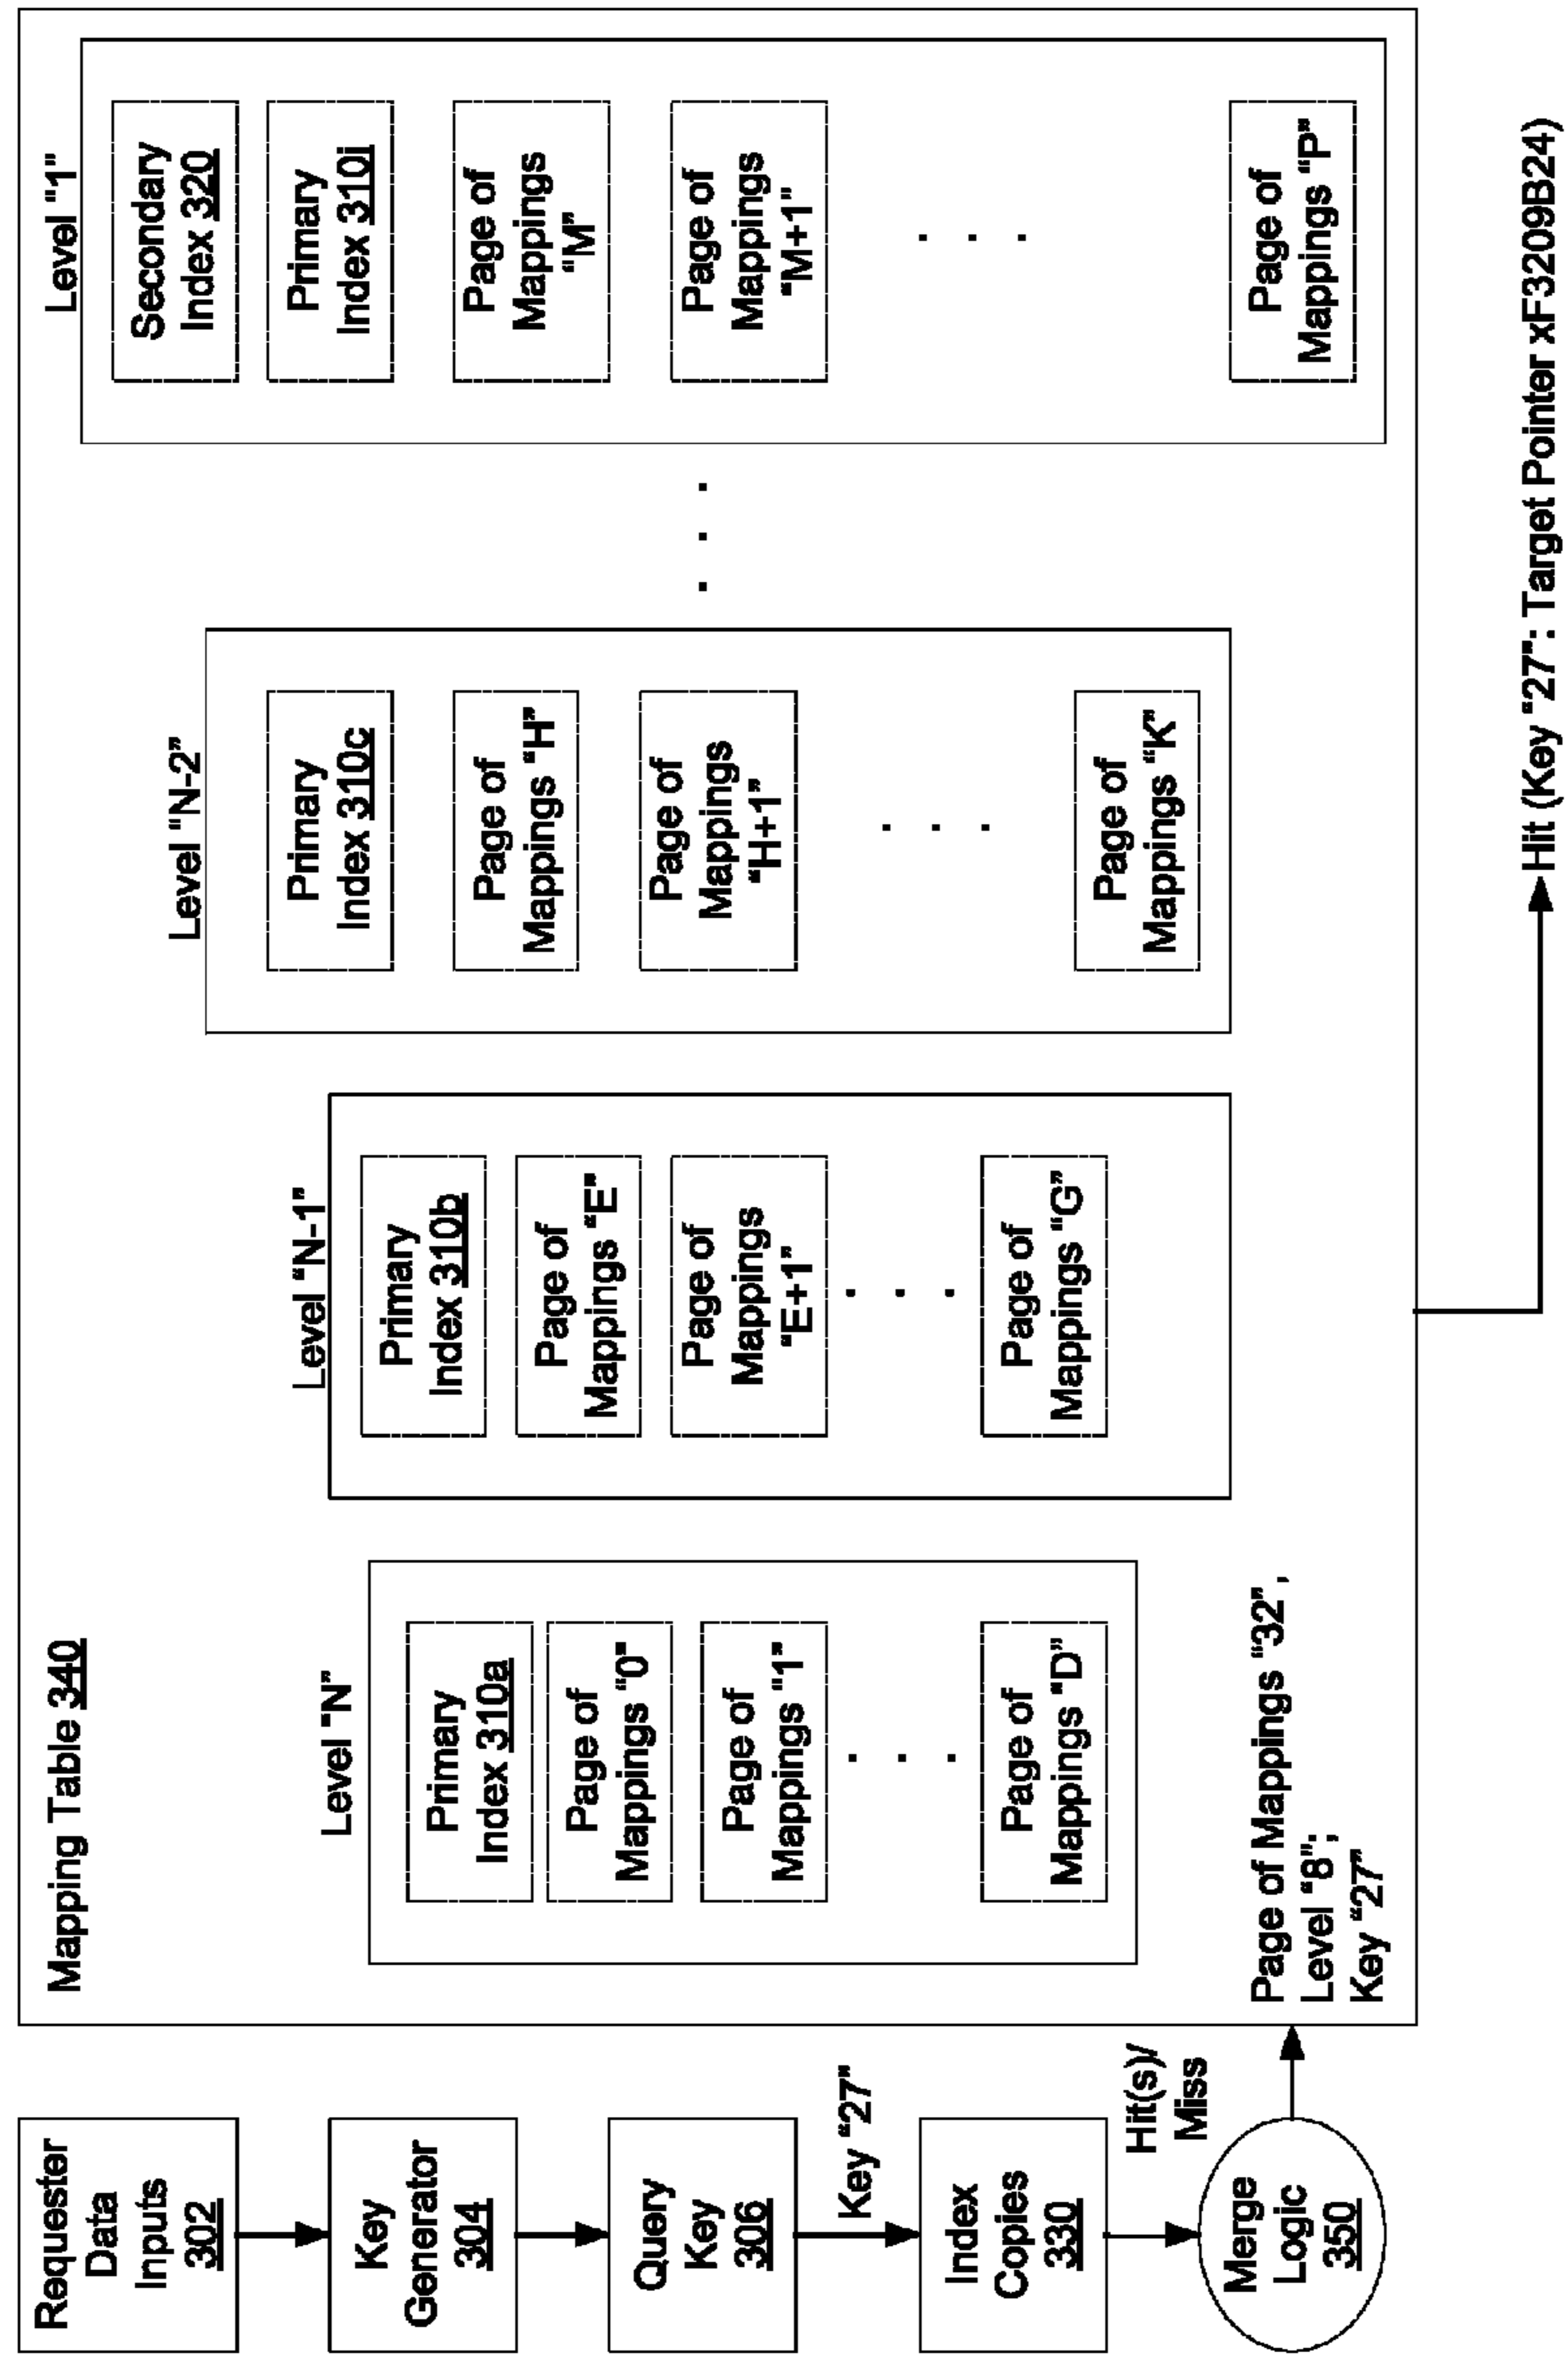 Requester
Data
Inputs
302
Key
Generator
304
Query
Key
306
Key “27”
Index
Copies
330
Hit(s)/
Miss
Merge
Logic
350
Mapping Table 340
Level “N”
Primary
Index 310a
Page of
Mappings “0”
Page of
Mappings “1”
. . .
Page of
Mappings “D”
Level “N-1”
Primary
Index 310b
Page of
Mappings “E”
Page of
Mappings
“E+1”
. . .
Page of
Mappings “G”
Level “N-2”
Primary
Index 310c
Page of
Mappings “H”
Page of
Mappings
“H+1”
. . .
Page of
Mappings “K”
. . .
Level “1”
Secondary
Index 320
Primary
Index 310j
Page of
Mappings
“M”
Page of
Mappings
“M+1”
. . .
Page of
Mappings “P”
Page of Mappings “32”,
Level “8”;
Key “27”
Hit (Key “27”: Target Pointer xF3209B24)